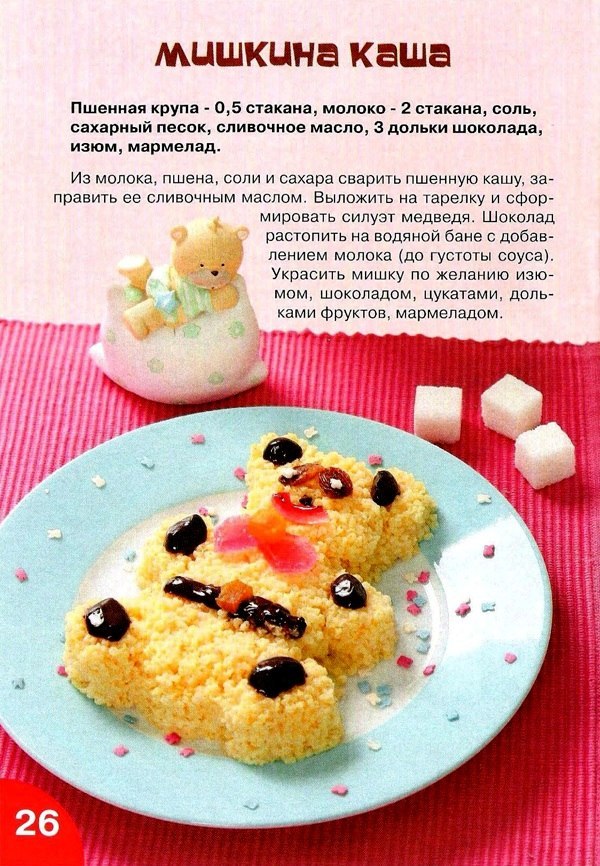 МИШКИНА КАША
Пшенная крупа - 0,5 стакана, молоко - 2 стакана, соль,
сахарный песок, сливочное масло, 3 дольки шоколада,
изюм, мармелад.
Из молока, пшена, соли и сахара сварить пшенную кашу, за-
править ее сливочным маслом. Выложить на тарелку и сфор-
мировать силуэт медведя. Шоколад
растопить на водяной бане с добав-
лением молока (до густоты соуса).
Украсить мишку по желанию изю-
мом, шоколадом, цукатами, доль-
ками фруктов, мармеладом.
26